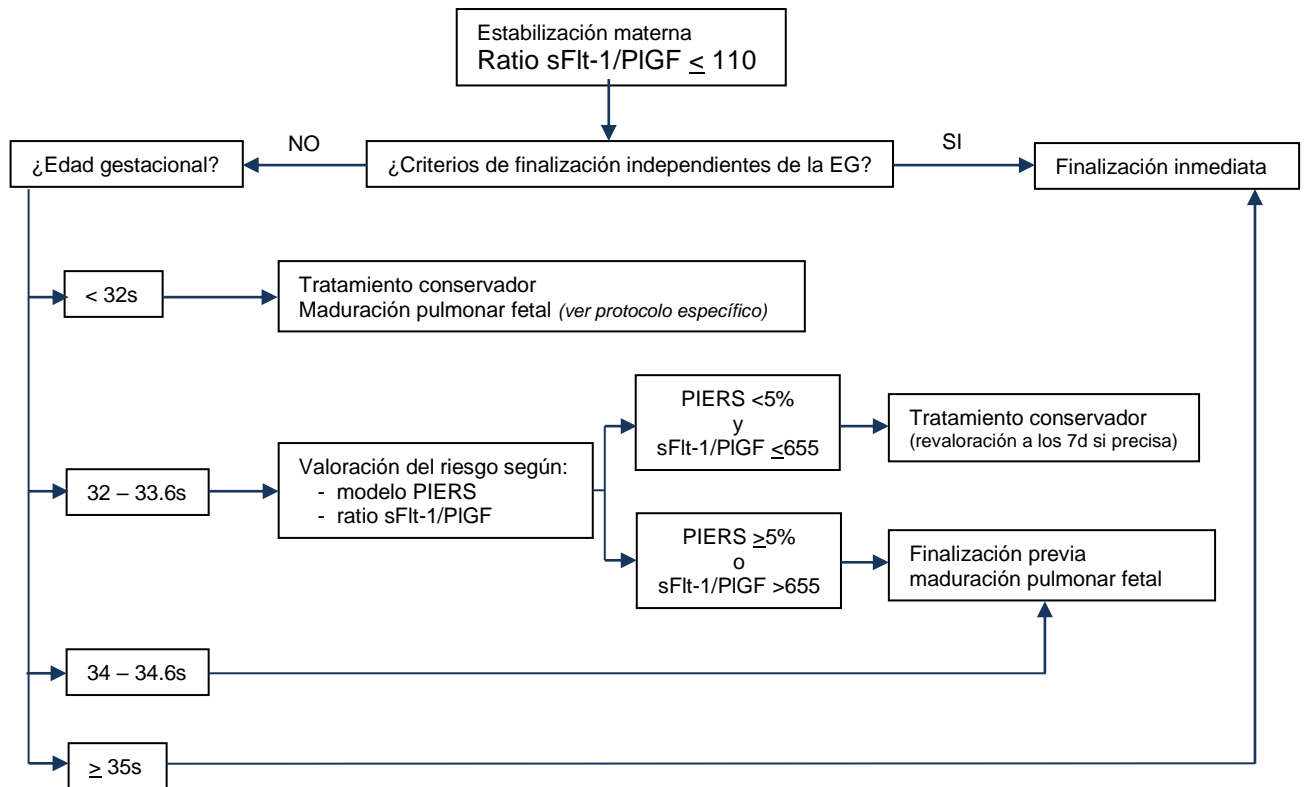 Estabilización materna
Ratio sFlt-1/PlGF ≤ 110
NO
SI
¿Edad gestacional?
¿Criterios de finalización independientes de la EG?
Finalización inmediata
< 32s
Tratamiento conservador
Maduración pulmonar fetal (ver protocolo específico)
PIERS <5%
y
sFlt-1/PlGF ≤655
Tratamiento conservador
(revaloración a los 7d si precisa)
32 – 33.6s
Valoración del riesgo según:
- modelo PIERS
- ratio sFlt-1/PlGF
PIERS ≥5%
o
sFlt-1/PlGF >655
Finalización previa
maduración pulmonar fetal
34 – 34.6s
≥ 35s